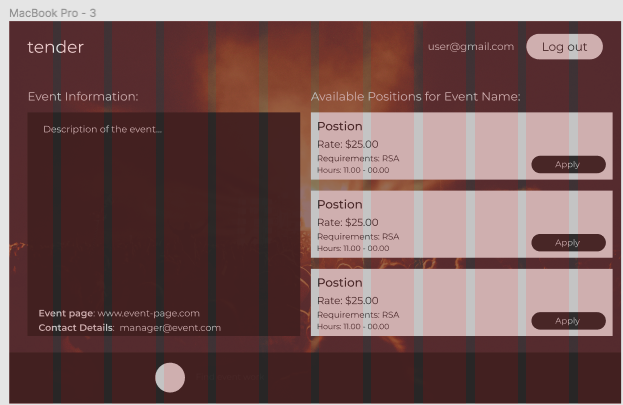 MacBook Pro - 3
tender
user@gmail.com
Log out
Event Information:
Description of the event...
Event page: www.event-page.com
Contact Details: manager@event.com
Available Positions for Event Name:
Postion
Rate: $25.00
Requirements: RSA
Hours: 11.00 - 00.00
Apply
Postion
Rate: $25.00
Requirements: RSA
Hours: 11.00 - 00.00
Apply
Postion
Rate: $25.00
Requirements: RSA
Hours: 11.00 - 00.00
Apply